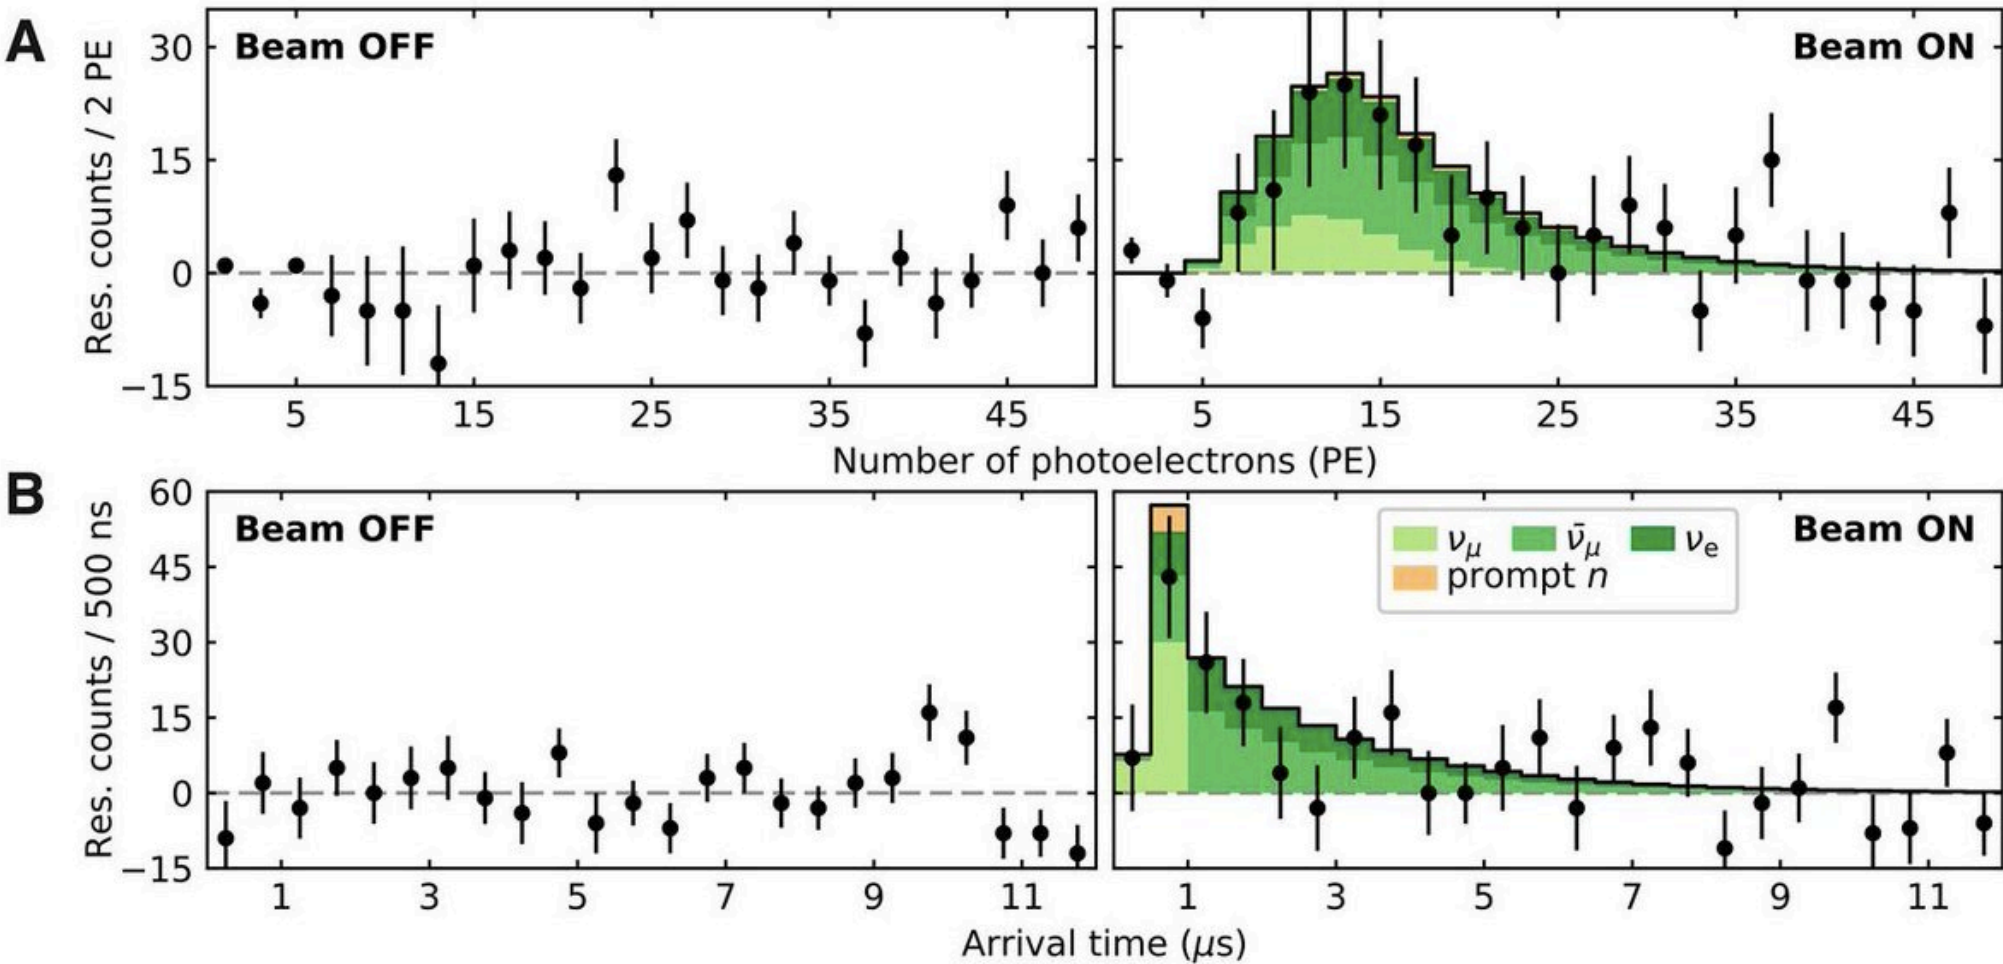 A
Res. counts / 2 PE
30
15
0
−15
Beam OFF
Beam ON
5 15 25 35 45
5 15 25 35 45
Number of photoelectrons (PE)
B
Res. counts / 500 ns
60
45
30
15
0
−15
Beam OFF
Beam ON
νμ ν̄μ νe
prompt n
1 3 5 7 9 11
1 3 5 7 9 11
Arrival time (μs)